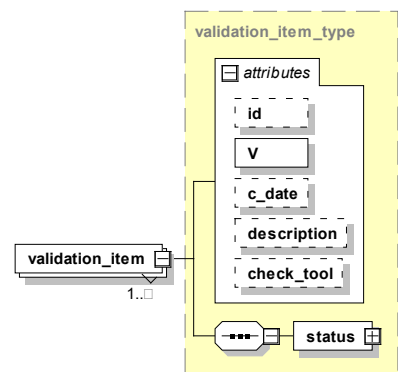 validation_item_type
attributes
id
V
c_date
description
validation_item
check_tool
1..
status